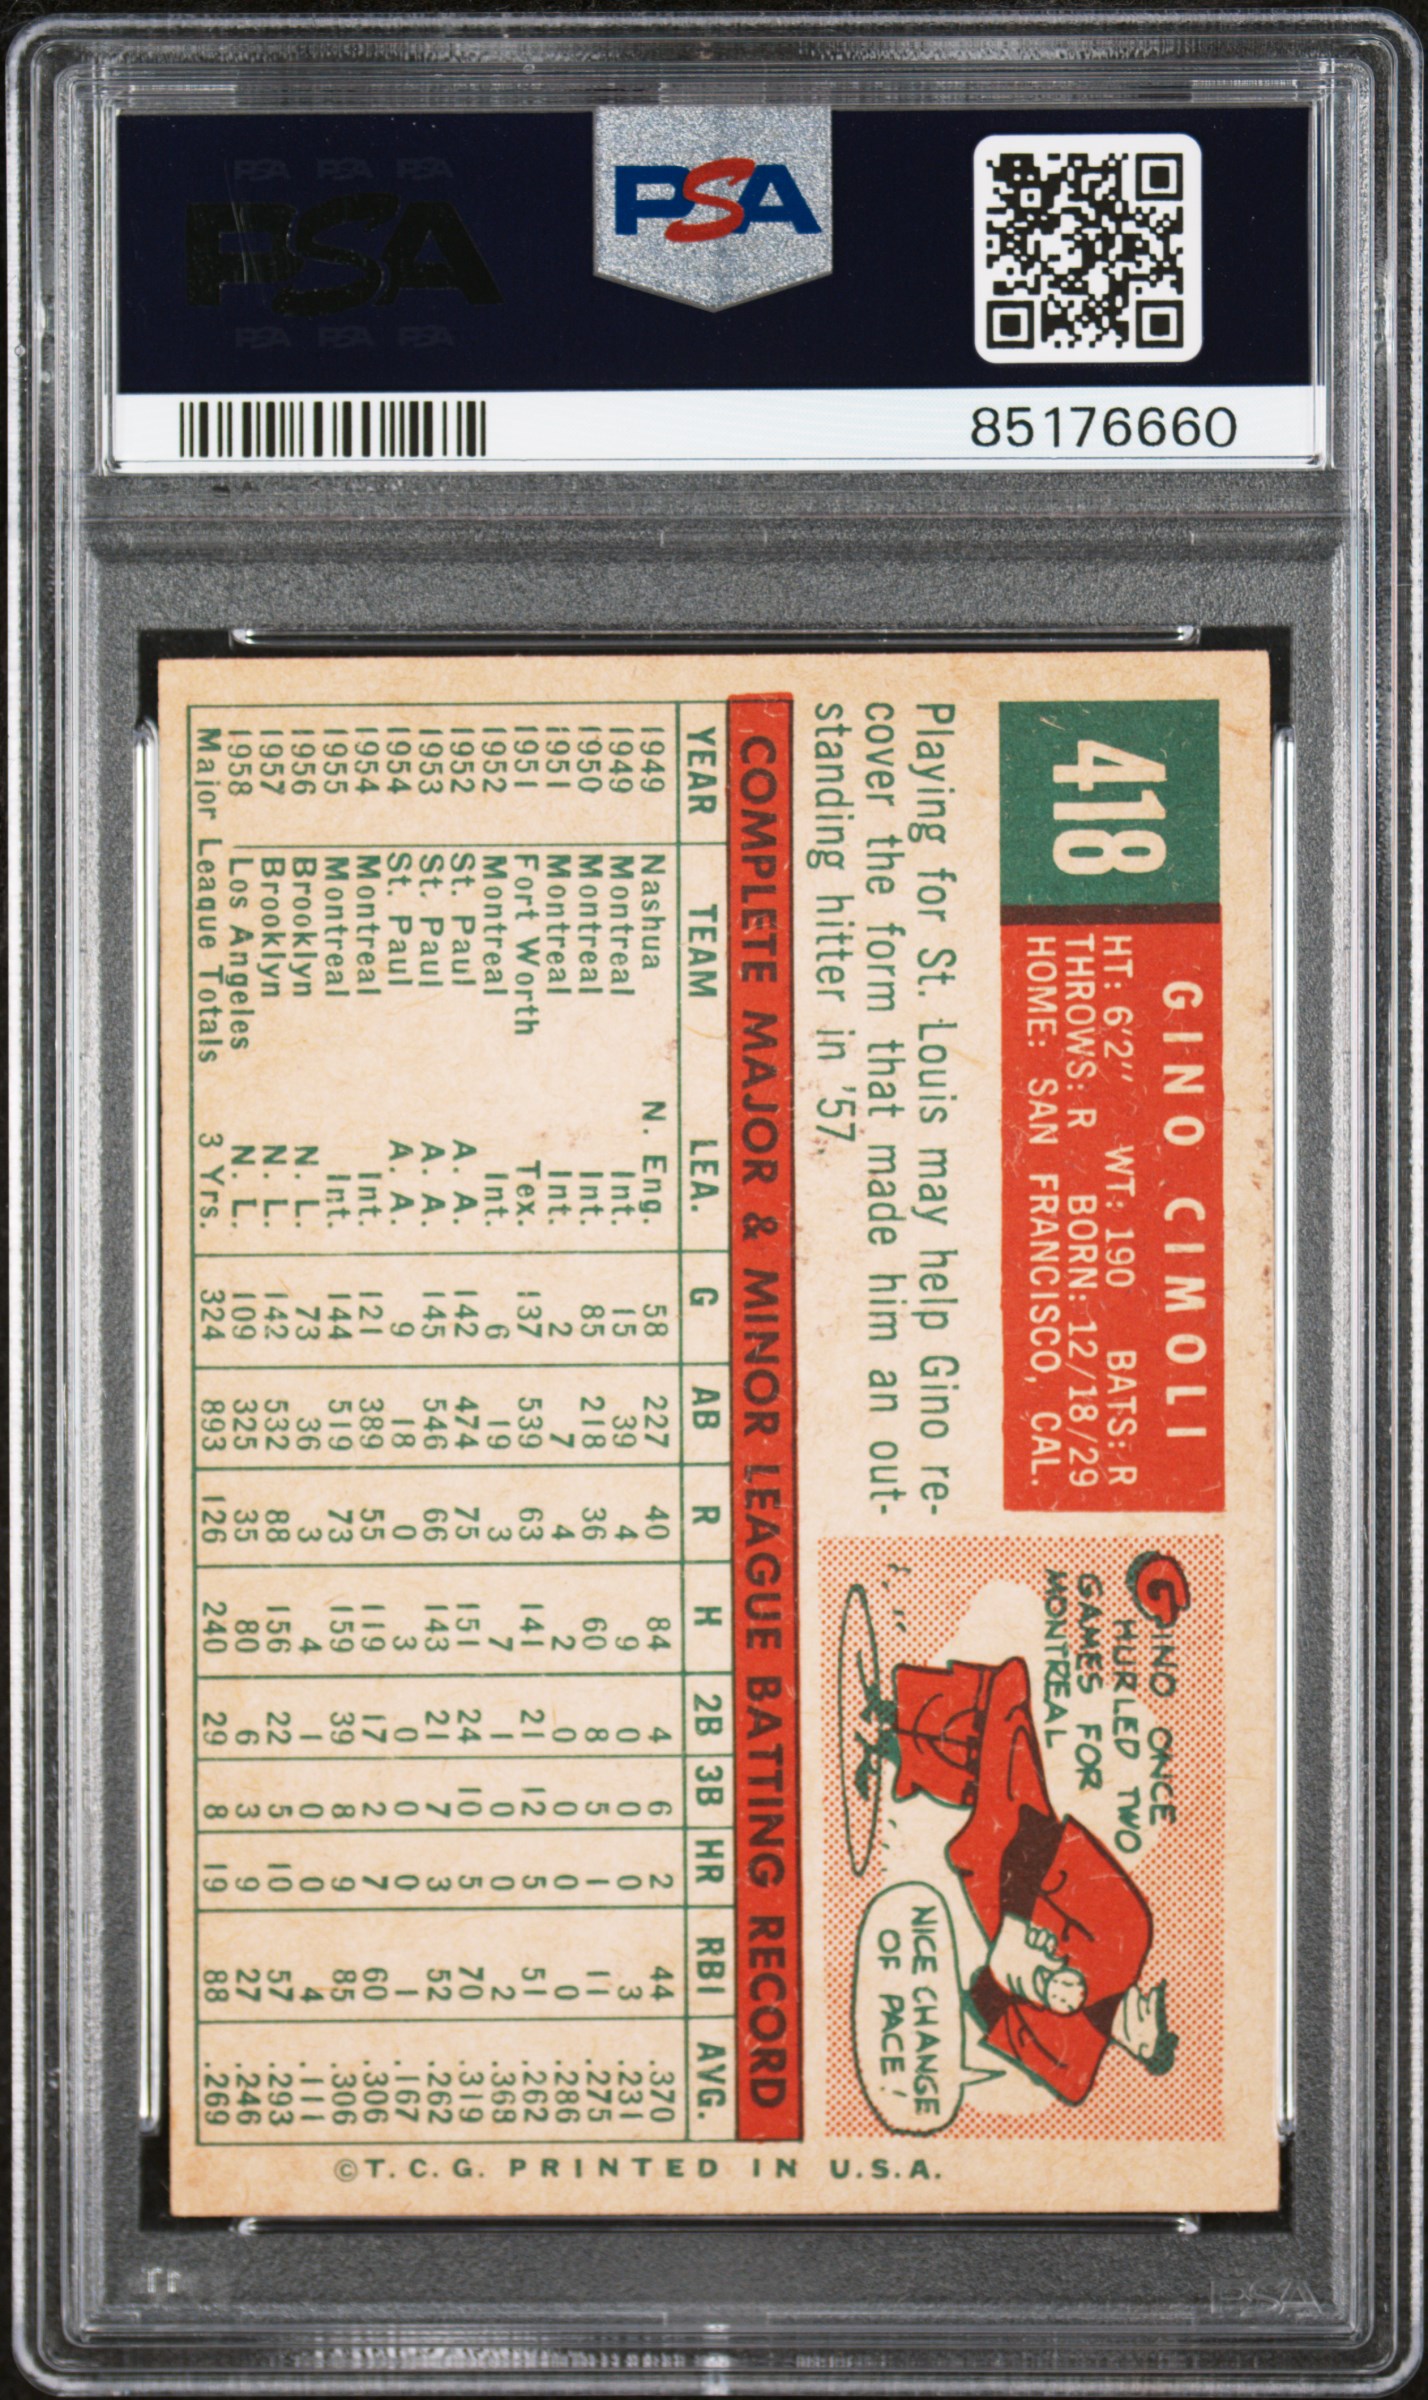 PSA PSA PSA
PSA
PSA PSA PSA
PSA
85176660
418
GINO CIMOLI
HT: 6'2" WT: 190 BATS: R
THROWS: R BORN: 12/18/29
HOME: SAN FRANCISCO, CAL.
Playing for St. Louis may help Gino re-
cover the form that made him an out-
standing hitter in '57
GINO ONCE
HURLED TWO
GAMES FOR
MONTREAL
NICE CHANGE
OF PACE!
COMPLETE MAJOR & MINOR LEAGUE BATTING RECORD
YEAR TEAM LEA. G AB R H 2B 3B HR RBI AVG.
1949 Nashua N. Eng. 58 227 40 84 4 6 2 44 .370
1949 Montreal Int. 15 39 4 9 0 0 0 3 .231
1950 Montreal Int. 85 218 36 60 8 5 1 11 .275
1951 Montreal Int. 2 7 4 2 0 0 0 0 .286
1951 Fort Worth Tex. 137 539 63 141 21 12 5 51 .262
1952 Montreal Int. 6 19 3 7 1 0 0 2 .368
1952 St. Paul A. A. 142 474 75 151 24 10 5 70 .319
1953 St. Paul A. A. 145 546 66 143 21 7 3 52 .262
1954 St. Paul A. A. 9 18 0 3 0 0 0 1 .167
1954 Montreal Int. 121 389 55 119 17 2 7 60 .306
1955 Montreal Int. 144 519 73 159 39 8 9 85 .306
1956 Brooklyn N. L. 73 36 3 4 1 0 0 4 .111
1957 Brooklyn N. L. 142 532 88 156 22 5 10 57 .293
1958 Los Angeles N. L. 109 325 35 80 6 3 9 27 .246
Major League Totals 3 Yrs. 324 893 126 240 29 8 19 88 .269
©T. C. G. PRINTED IN U.S.A.
PSA